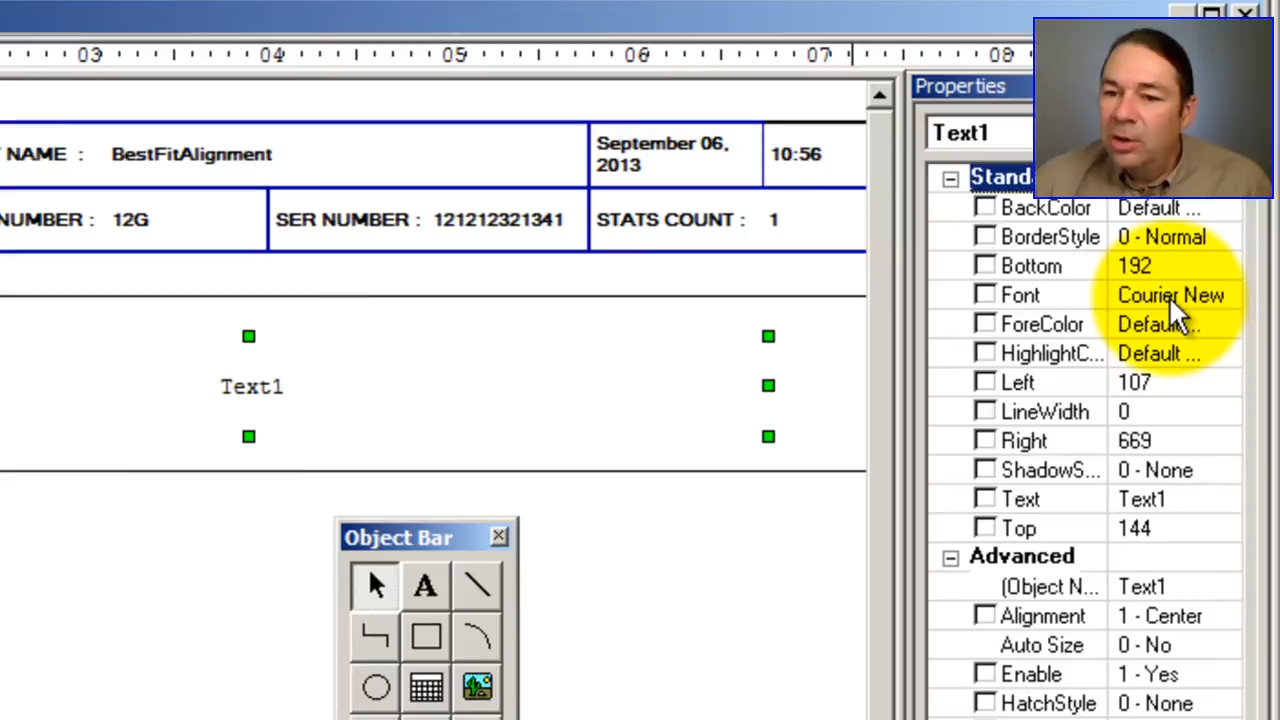 03 04 05 06 07 08
NAME : BestFitAlignment
September 06,
2013
10:56
NUMBER : 12G
SER NUMBER : 121212321341
STATS COUNT : 1
Text1
Object Bar
A
Properties
Text1
Standa
BackColor Default ...
BorderStyle 0 - Normal
Bottom 192
Font Courier New
ForeColor Default ...
HighlightC... Default ...
Left 107
LineWidth 0
Right 669
ShadowS... 0 - None
Text Text1
Top 144
Advanced
(Object N... Text1
Alignment 1 - Center
Auto Size 0 - No
Enable 1 - Yes
HatchStyle 0 - None